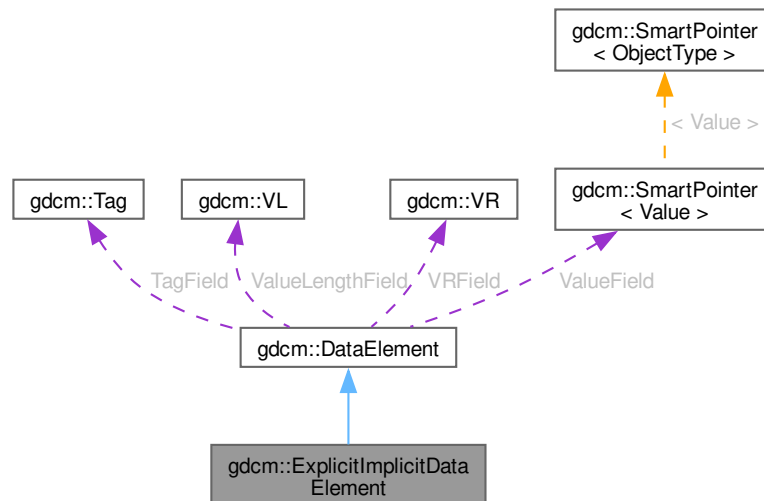 gdcm::SmartPointer
< ObjectType >
< Value >
gdcm::Tag
gdcm::VL
gdcm::VR
gdcm::SmartPointer
< Value >
TagField
ValueLengthField
VRField
ValueField
gdcm::DataElement
gdcm::ExplicitImplicitData
Element